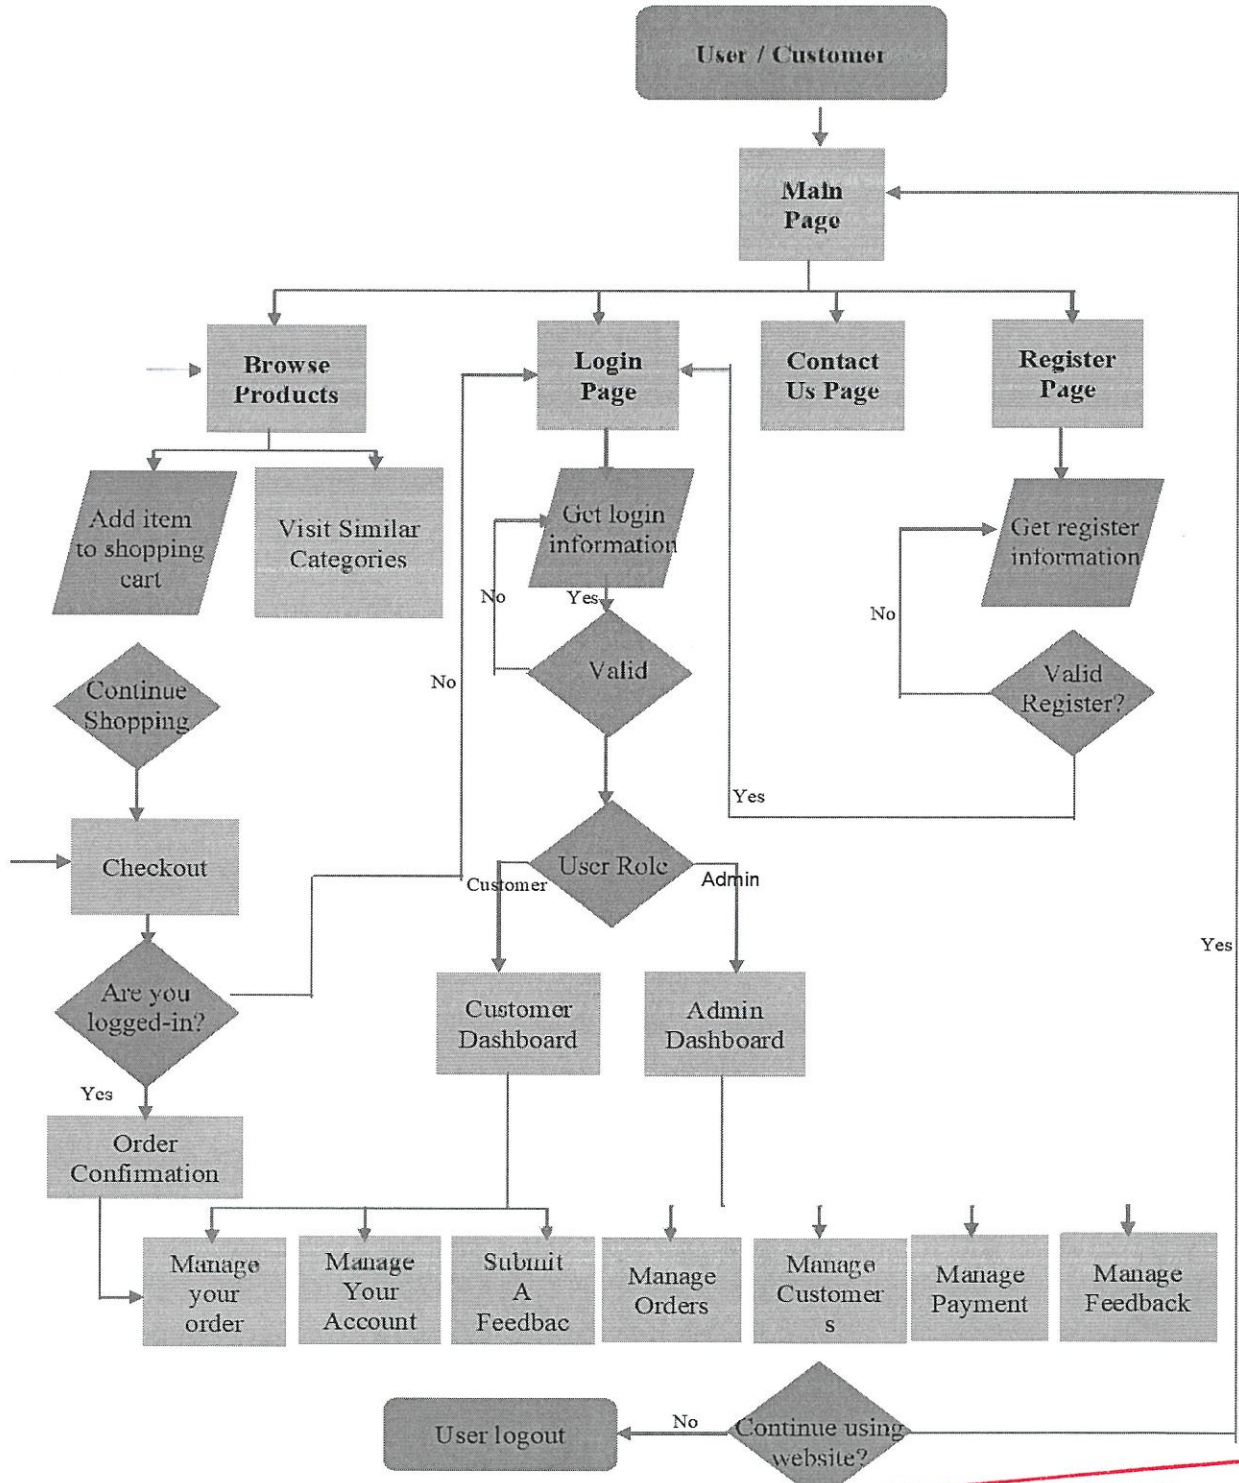 User / Customer
Main
Page
Browse
Products
Login
Page
Contact
Us Page
Register
Page
Add item
to shopping
cart
Visit Similar
Categories
Get login
information
Get register
information
No
Yes
No
Continue
Shopping
No
Valid
Valid
Register?
Yes
Checkout
User Role
Customer
Admin
Yes
Are you
logged-in?
Customer
Dashboard
Admin
Dashboard
Yes
Order
Confirmation
Manage
your
order
Manage
Your
Account
Submit
A
Feedbac
Manage
Orders
Manage
Customer
s
Manage
Payment
Manage
Feedback
User logout
No
Continue using
website?